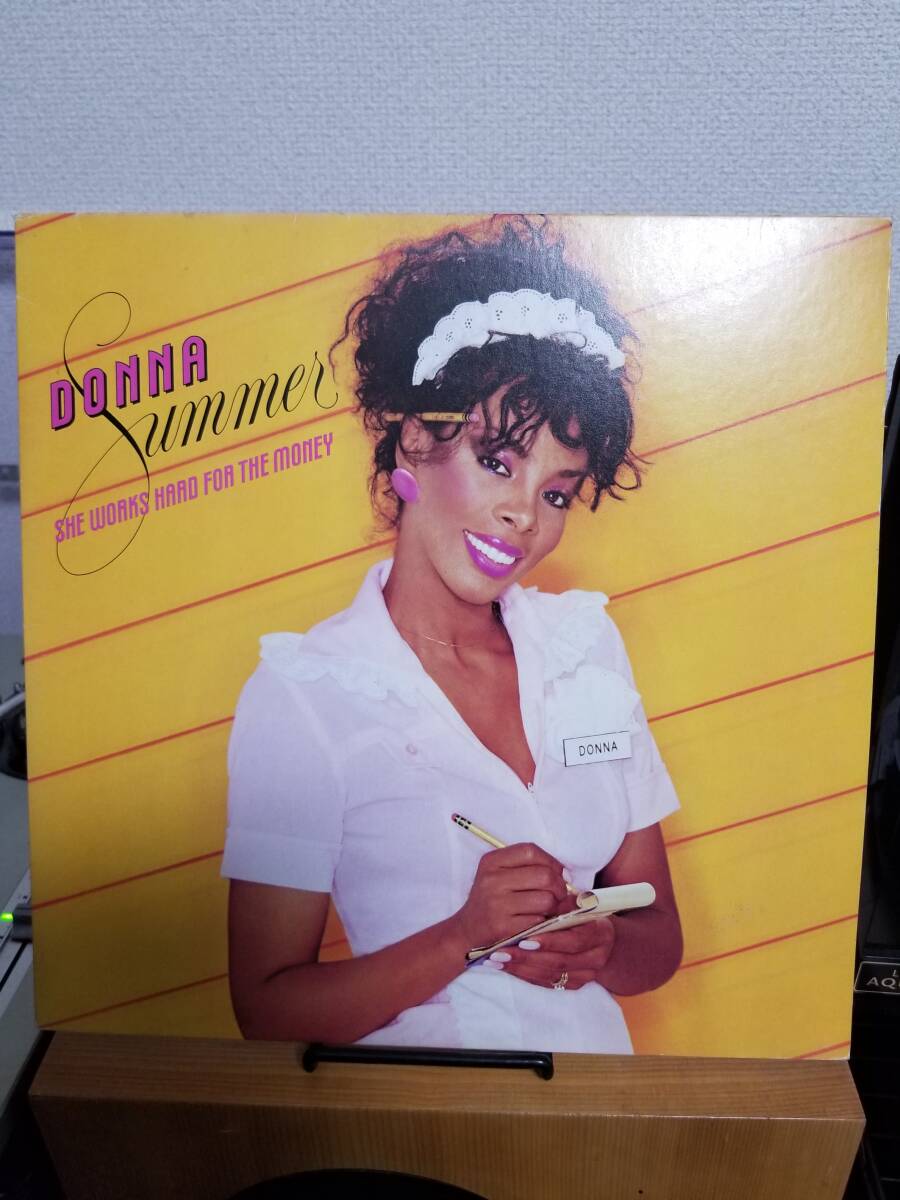 DONNA
Summer
SHE WORKS HARD FOR THE MONEY
DONNA